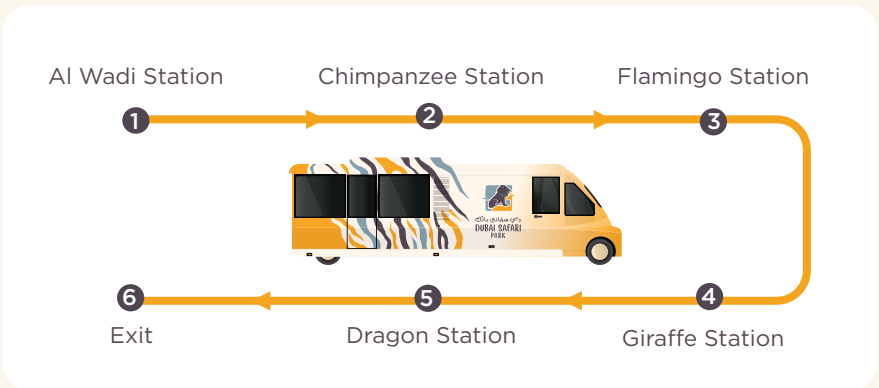 Al Wadi Station
Chimpanzee Station
Flamingo Station
1
2
3
دبي سفاري بارك
DUBAI SAFARI
PARK
6
5
4
Exit
Dragon Station
Giraffe Station